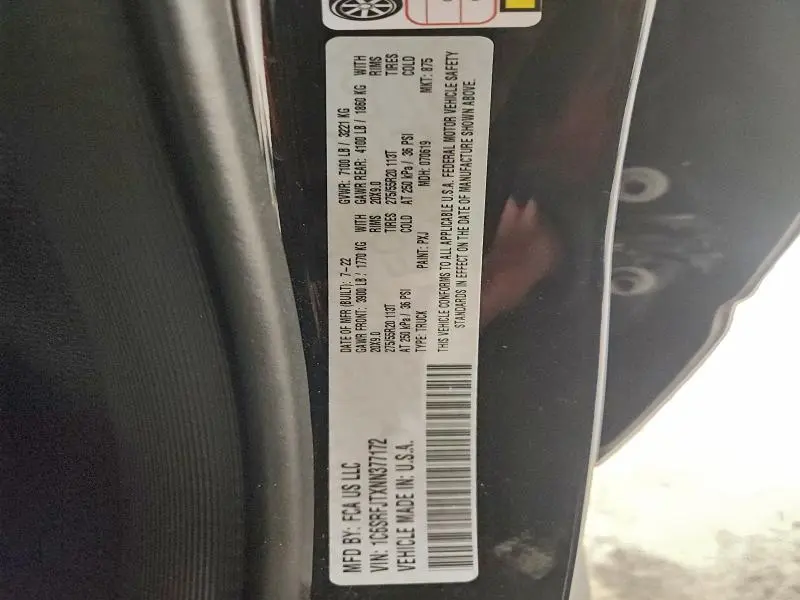 MFD BY: FCA US LLC
VIN: 1C6SRFJTXNN377172
VEHICLE MADE IN: U.S.A.
DATE OF MFR (BUILT): 7-22 GVWR: 7100 LB / 3221 KG
GAWR FRONT: 3900 LB / 1770 KG WITH GAWR REAR: 4100 LB / 1860 KG WITH
20X9.0 RIMS 20X9.0 RIMS
275/55R20 113T TIRES 275/55R20 113T TIRES
AT 250 kPa / 36 PSI COLD AT 250 kPa / 36 PSI COLD
TYPE: TRUCK PAINT: PXJ MDH: 070619 MKT: 875
THIS VEHICLE CONFORMS TO ALL APPLICABLE U.S.A. FEDERAL MOTOR VEHICLE SAFETY
STANDARDS IN EFFECT ON THE DATE OF MANUFACTURE SHOWN ABOVE.